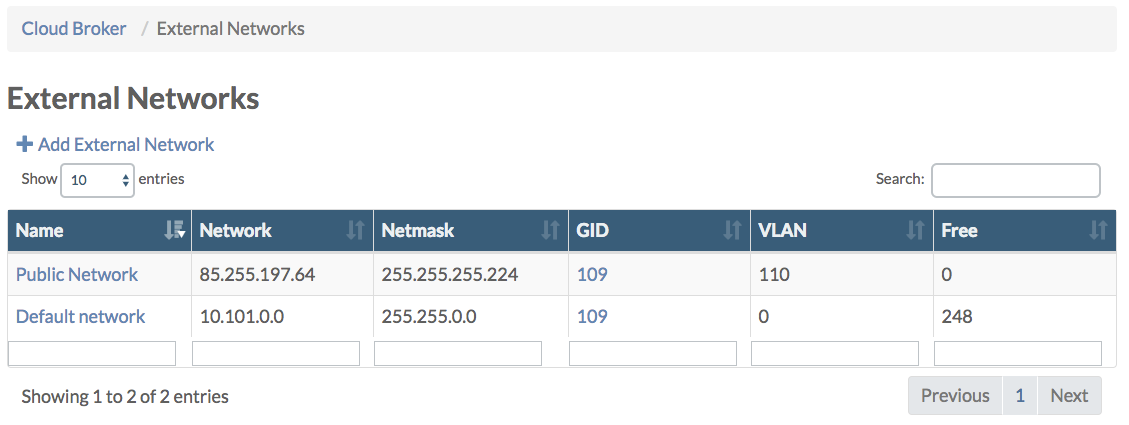 Cloud Broker / External Networks
External Networks
Add External Network
Show 10 entries Search:
Name Network Netmask GID VLAN Free
Public Network 85.255.197.64 255.255.255.224 109 110 0
Default network 10.101.0.0 255.255.0.0 109 0 248
Showing 1 to 2 of 2 entries Previous 1 Next